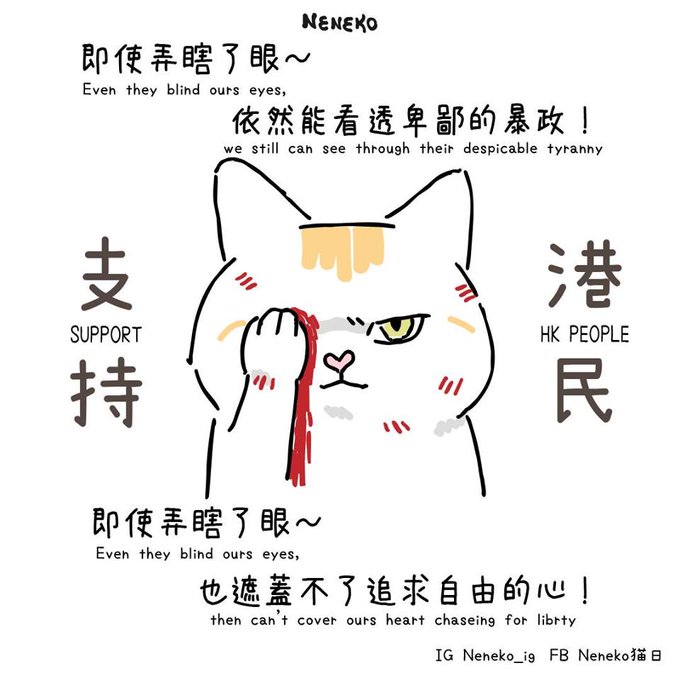 NENEKO
即使弄瞎了眼～
Even they blind ours eyes,
依然能看透卑鄙的暴政！
we still can see through their despicable tyranny
支
SUPPORT
持
港
HK PEOPLE
民
即使弄瞎了眼～
Even they blind ours eyes,
也遮蓋不了追求自由的心！
then can't cover ours heart chaseing for librty
IG Neneko_ig FB Neneko猫日